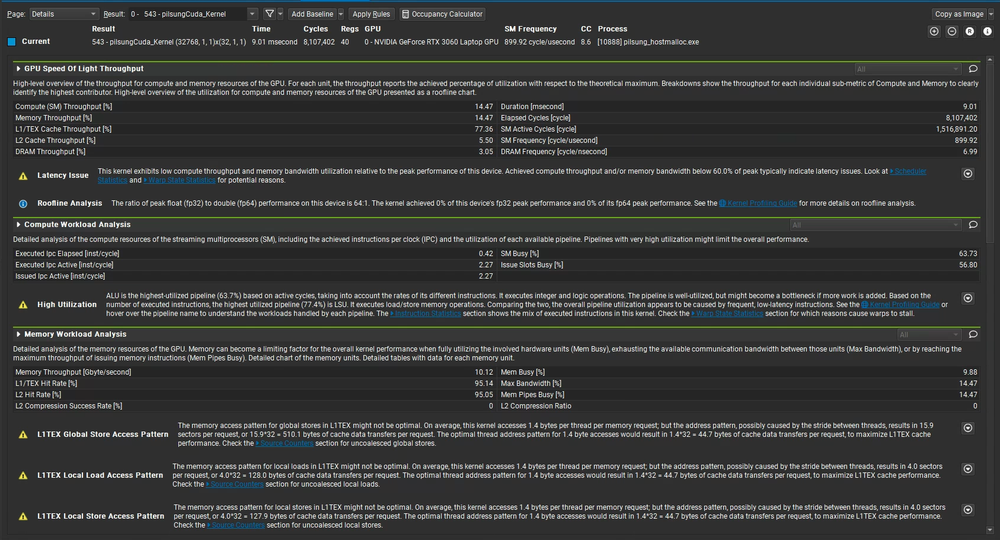 Page: Details Result: 0 - 543 - pilsungCuda_Kernel Add Baseline Apply Rules Occupancy Calculator Copy as Image
Result Time Cycles Regs GPU SM Frequency CC Process
Current 543 - pilsungCuda_Kernel (32768, 1, 1)x(32, 1, 1) 9.01 msecond 8,107,402 40 0 - NVIDIA GeForce RTX 3060 Laptop GPU 899.92 cycle/usecond 8.6 [10888] pilsung_hostmalloc.exe
GPU Speed Of Light Throughput All
High-level overview of the throughput for compute and memory resources of the GPU. For each unit, the throughput reports the achieved percentage of utilization with respect to the theoretical maximum. Breakdowns show the throughput for each individual sub-metric of Compute and Memory to clearly
identify the highest contributor. High-level overview of the utilization for compute and memory resources of the GPU presented as a roofline chart.
Compute (SM) Throughput [%] 14.47 Duration [msecond] 9.01
Memory Throughput [%] 14.47 Elapsed Cycles [cycle] 8,107,402
L1/TEX Cache Throughput [%] 77.36 SM Active Cycles [cycle] 1,516,891.20
L2 Cache Throughput [%] 5.50 SM Frequency [cycle/usecond] 899.92
DRAM Throughput [%] 3.05 DRAM Frequency [cycle/nsecond] 6.99
Latency Issue This kernel exhibits low compute throughput and memory bandwidth utilization relative to the peak performance of this device. Achieved compute throughput and/or memory bandwidth below 60.0% of peak typically indicate latency issues. Look at Scheduler
Statistics and Warp State Statistics for potential reasons.
Roofline Analysis The ratio of peak float (fp32) to double (fp64) performance on this device is 64:1. The kernel achieved 0% of this device's fp32 peak performance and 0% of its fp64 peak performance. See the Kernel Profiling Guide for more details on roofline analysis.
Compute Workload Analysis All
Detailed analysis of the compute resources of the streaming multiprocessors (SM), including the achieved instructions per clock (IPC) and the utilization of each available pipeline. Pipelines with very high utilization might limit the overall performance.
Executed Ipc Elapsed [inst/cycle] 0.42 SM Busy [%] 63.73
Executed Ipc Active [inst/cycle] 2.27 Issue Slots Busy [%] 56.80
Issued Ipc Active [inst/cycle] 2.27
High Utilization ALU is the highest-utilized pipeline (63.7%) based on active cycles, taking into account the rates of its different instructions. It executes integer and logic operations. The pipeline is well-utilized, but might become a bottleneck if more work is added. Based on the
number of executed instructions, the highest utilized pipeline (77.4%) is LSU. It executes load/store memory operations. Comparing the two, the overall pipeline utilization appears to be caused by frequent, low-latency instructions. See the Kernel Profiling Guide or
hover over the pipeline name to understand the workloads handled by each pipeline. The Instruction Statistics section shows the mix of executed instructions in this kernel. Check the Warp State Statistics section for which reasons cause warps to stall.
Memory Workload Analysis All
Detailed analysis of the memory resources of the GPU. Memory can become a limiting factor for the overall kernel performance when fully utilizing the involved hardware units (Mem Busy), exhausting the available communication bandwidth between those units (Max Bandwidth), or by reaching the
maximum throughput of issuing memory instructions (Mem Pipes Busy). Detailed chart of the memory units. Detailed tables with data for each memory unit.
Memory Throughput [Gbyte/second] 10.12 Mem Busy [%] 9.88
L1/TEX Hit Rate [%] 95.14 Max Bandwidth [%] 14.47
L2 Hit Rate [%] 95.05 Mem Pipes Busy [%] 14.47
L2 Compression Success Rate [%] 0 L2 Compression Ratio 0
L1TEX Global Store Access Pattern The memory access pattern for global stores in L1TEX might not be optimal. On average, this kernel accesses 1.4 bytes per thread per memory request; but the address pattern, possibly caused by the stride between threads, results in 15.9
sectors per request, or 15.9*32 = 510.1 bytes of cache data transfers per request. The optimal thread address pattern for 1.4 byte accesses would result in 1.4*32 = 44.7 bytes of cache data transfers per request, to maximize L1TEX cache
performance. Check the Source Counters section for uncoalesced global stores.
L1TEX Local Load Access Pattern The memory access pattern for local loads in L1TEX might not be optimal. On average, this kernel accesses 1.4 bytes per thread per memory request; but the address pattern, possibly caused by the stride between threads, results in 4.0 sectors
per request, or 4.0*32 = 128.0 bytes of cache data transfers per request. The optimal thread address pattern for 1.4 byte accesses would result in 1.4*32 = 44.7 bytes of cache data transfers per request, to maximize L1TEX cache performance.
Check the Source Counters section for uncoalesced local loads.
L1TEX Local Store Access Pattern The memory access pattern for local stores in L1TEX might not be optimal. On average, this kernel accesses 1.4 bytes per thread per memory request; but the address pattern, possibly caused by the stride between threads, results in 4.0 sectors
per request, or 4.0*32 = 127.9 bytes of cache data transfers per request. The optimal thread address pattern for 1.4 byte accesses would result in 1.4*32 = 44.7 bytes of cache data transfers per request, to maximize L1TEX cache performance.
Check the Source Counters section for uncoalesced local stores.